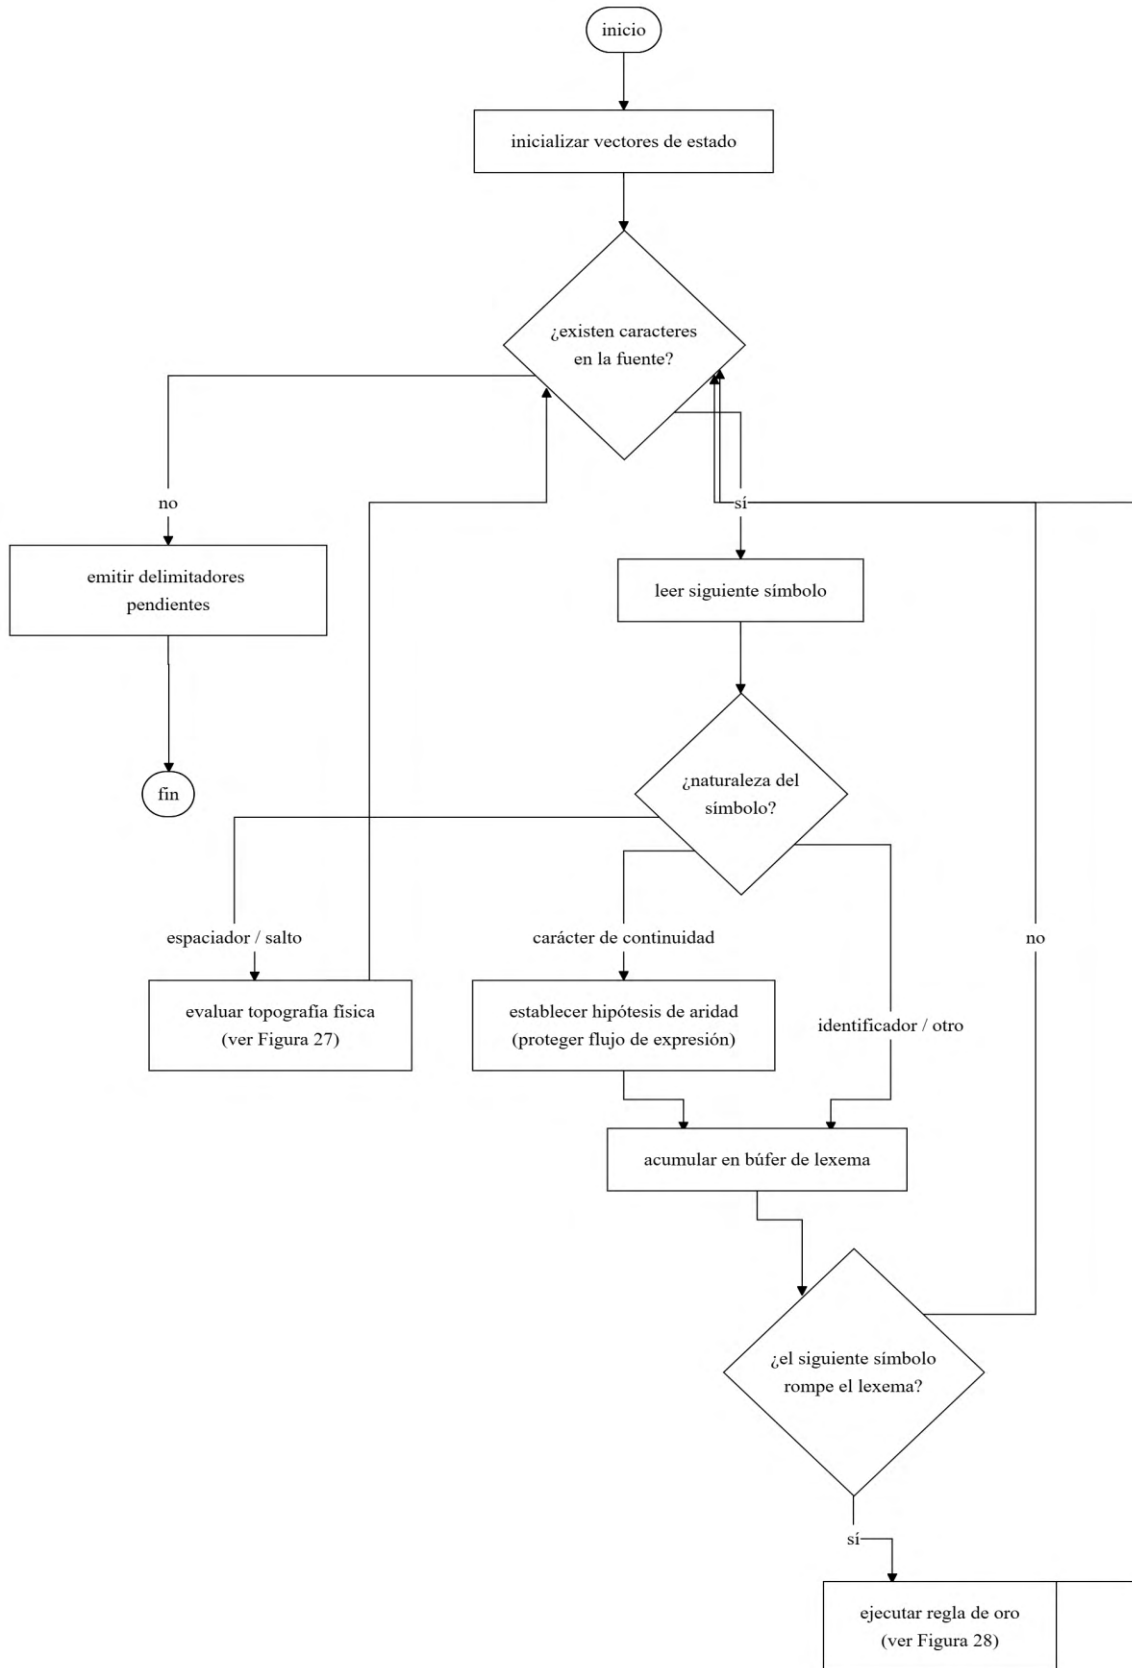 inicio
inicializar vectores de estado
¿existen caracteres
en la fuente?
no
sí
emitir delimitadores
pendientes
leer siguiente símbolo
fin
¿naturaleza del
símbolo?
espaciador / salto
carácter de continuidad
no
evaluar topografía física
(ver Figura 27)
establecer hipótesis de aridad
(proteger flujo de expresión)
identificador / otro
acumular en búfer de lexema
¿el siguiente símbolo
rompe el lexema?
sí
ejecutar regla de oro
(ver Figura 28)